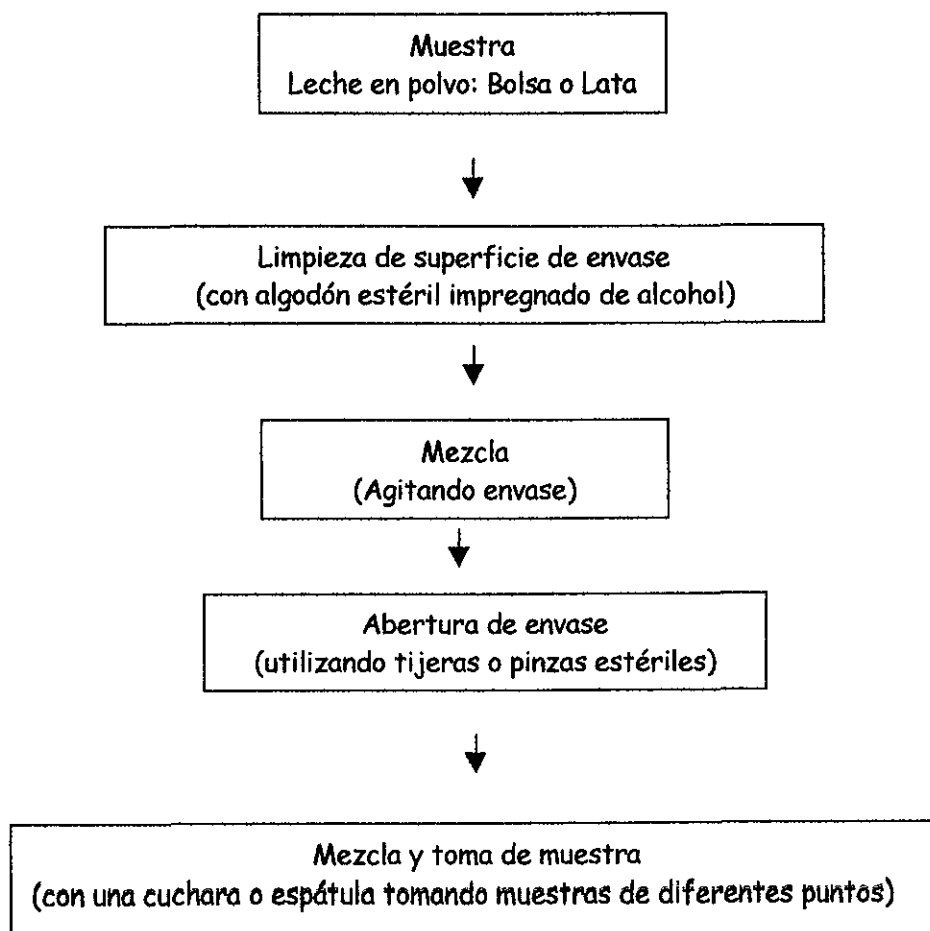 Muestra
Leche en polvo: Bolsa o Lata
Limpieza de superficie de envase
(con algodón estéril impregnado de alcohol)
Mezcla
(Agitando envase)
Abertura de envase
(utilizando tijeras o pinzas estériles)
Mezcla y toma de muestra
(con una cuchara o espátula tomando muestras de diferentes puntos)